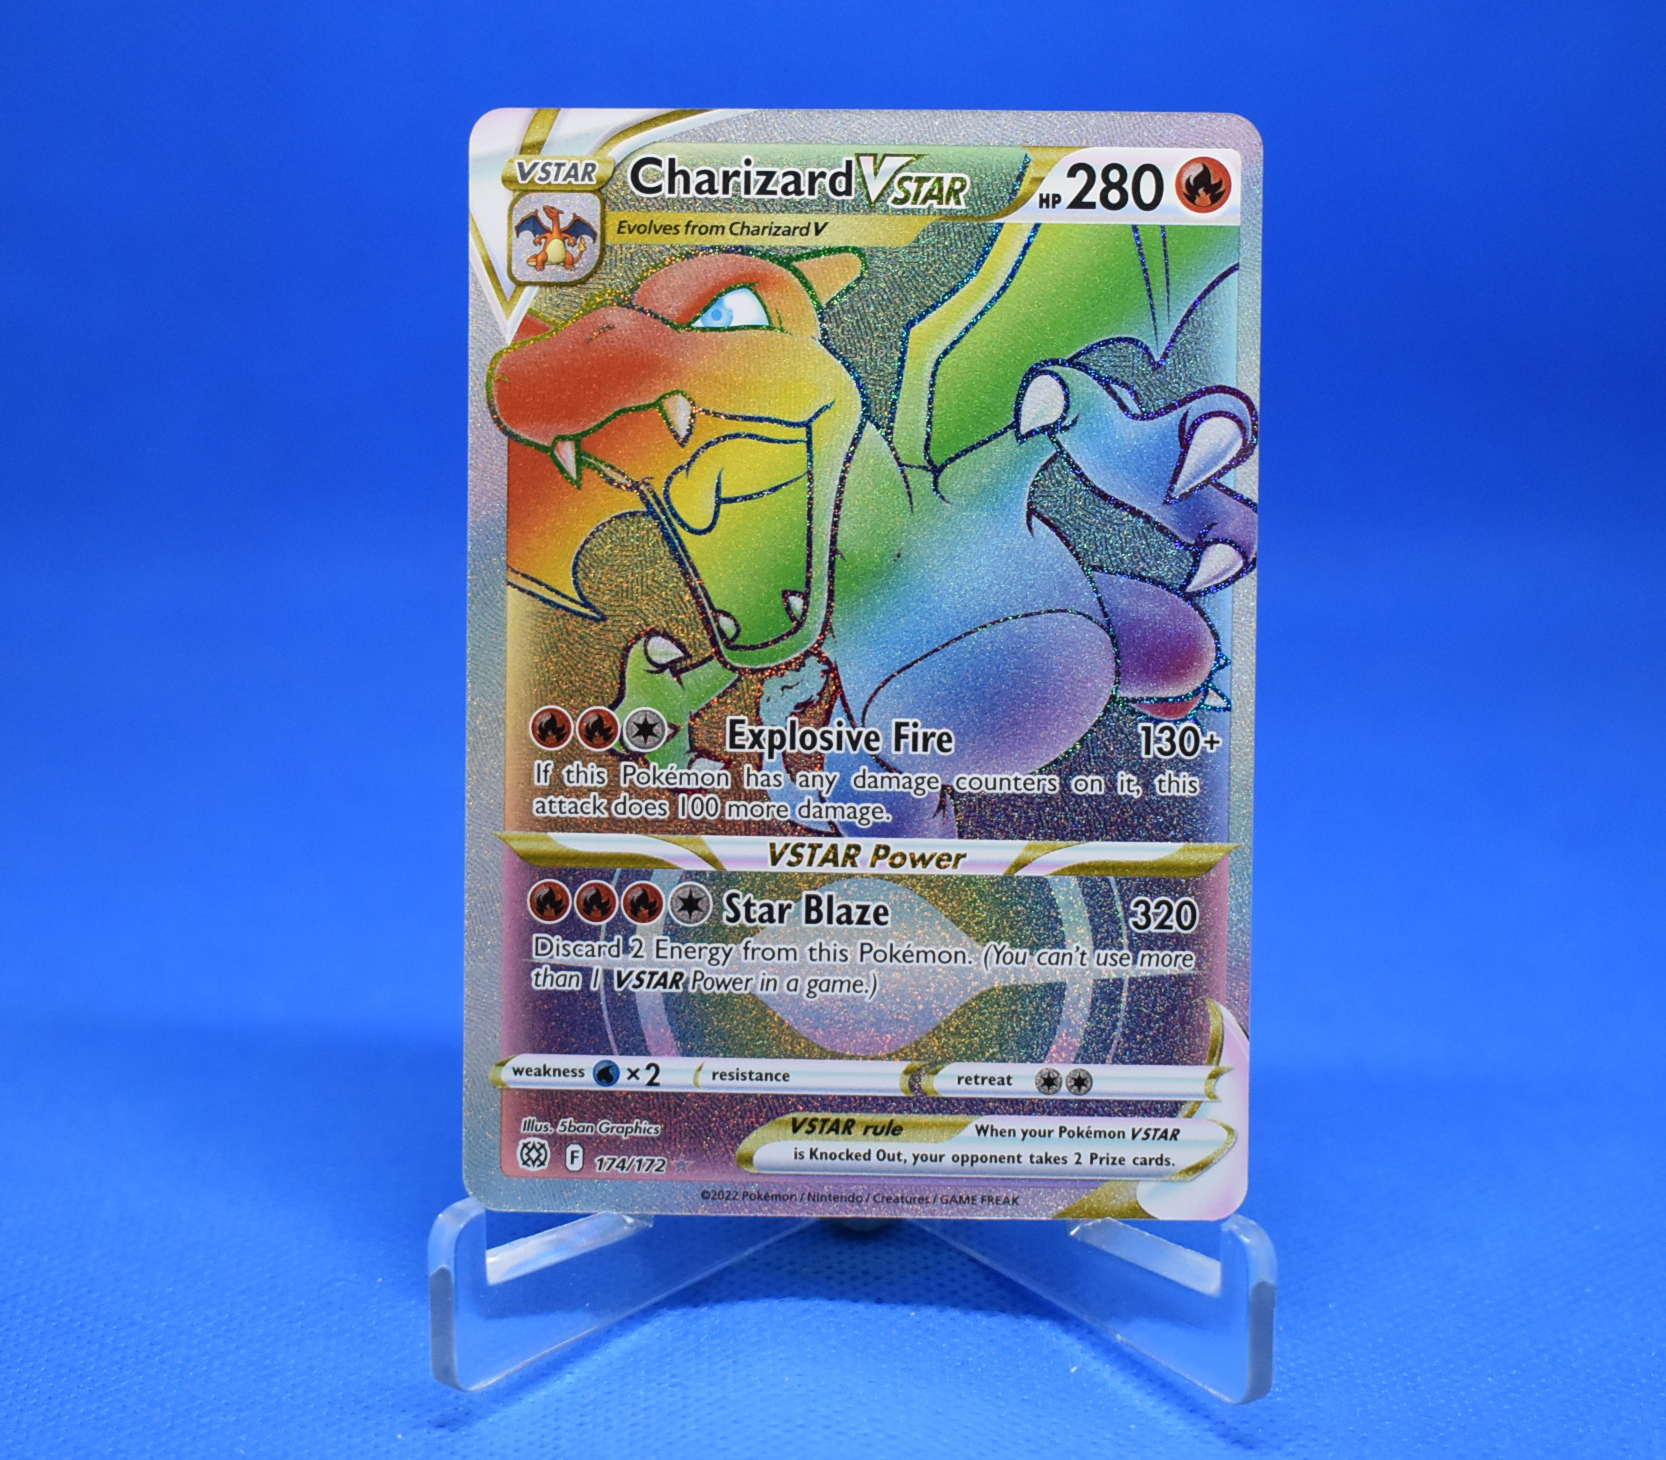 VSTAR
Charizard VSTAR
HP 280
Evolves from Charizard V
Explosive Fire 130+
If this Pokémon has any damage counters on it, this
attack does 100 more damage.
VSTAR Power
Star Blaze 320
Discard 2 Energy from this Pokémon. (You can't use more
than 1 VSTAR Power in a game.)
weakness ×2 resistance retreat
Illus. 5ban Graphics
F 174/172
VSTAR rule When your Pokémon VSTAR
is Knocked Out, your opponent takes 2 Prize cards.
©2022 Pokémon / Nintendo / Creatures / GAME FREAK